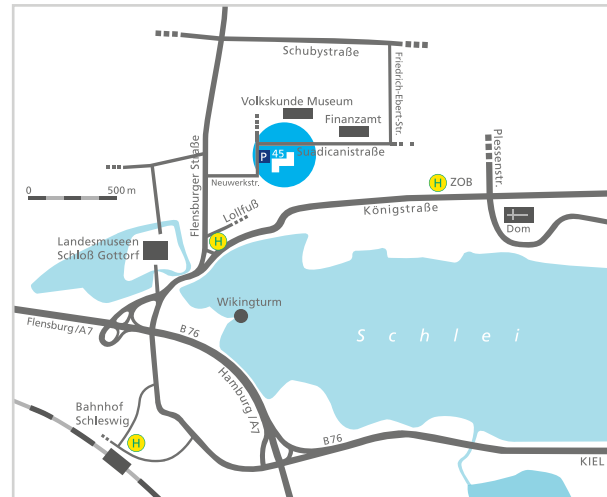 Schubystraße
Friedrich-Ebert-Str.
Volkskunde Museum
Finanzamt
Flensburger Straße
P
45
Suadicanistraße
Plessenstr.
Neuwerkstr.
H
ZOB
0
500 m
Lollfuß
Königstraße
H
Dom
Landesmuseen
Schloß Gottorf
Wikingturm
Schlei
Flensburg/A7
B 76
Hamburg/A7
Bahnhof
Schleswig
H
B76
KIEL